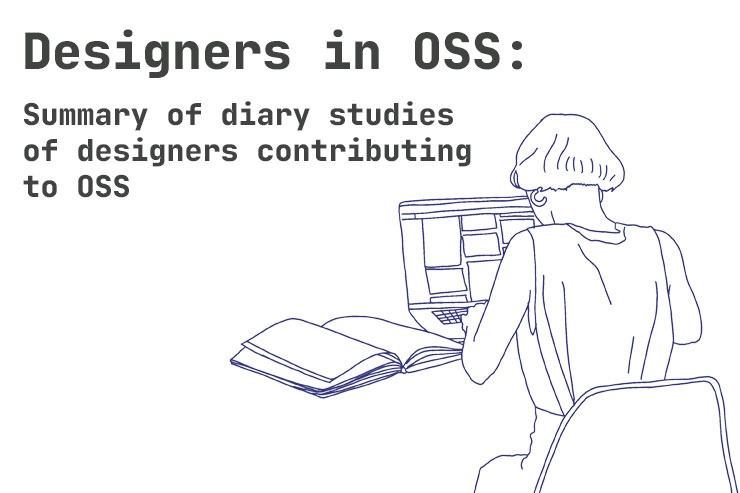 Designers in OSS:
Summary of diary studies
of designers contributing
to OSS